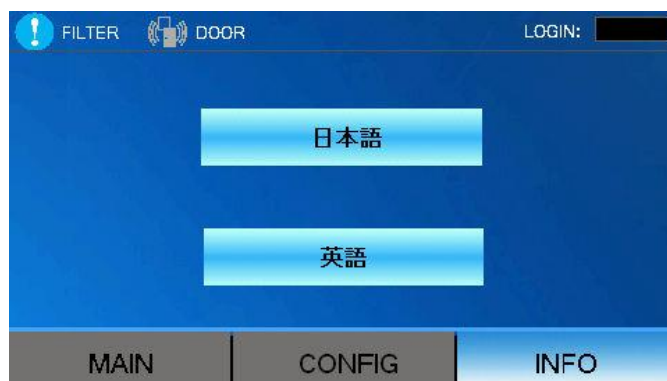 FILTER DOOR LOGIN:
日本語
英語
MAIN CONFIG INFO